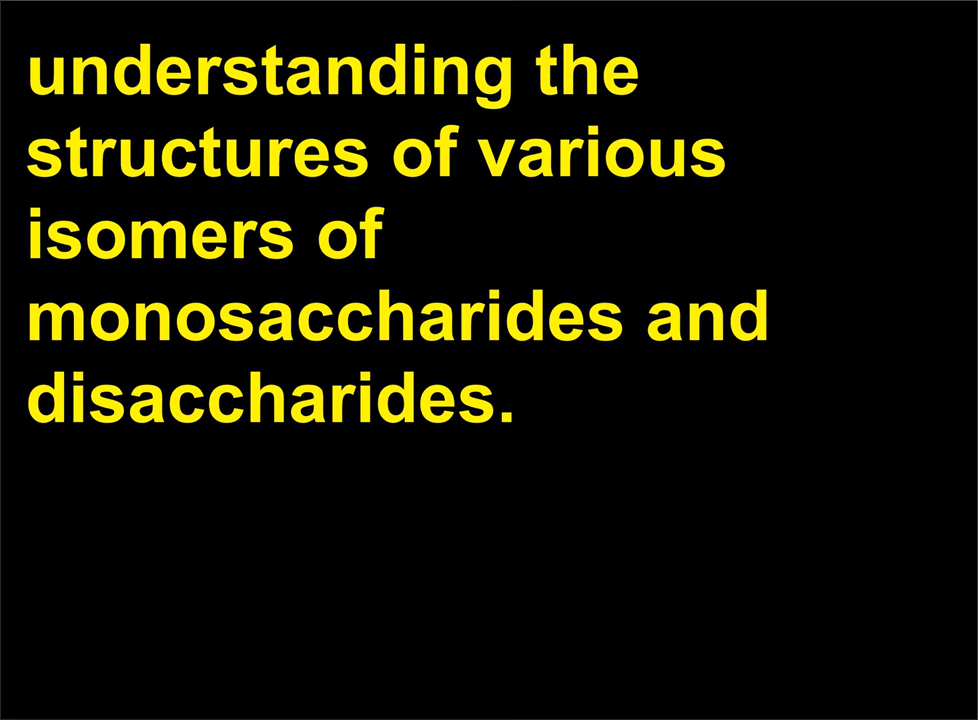 understanding the
structures of various
isomers of
monosaccharides and
disaccharides.